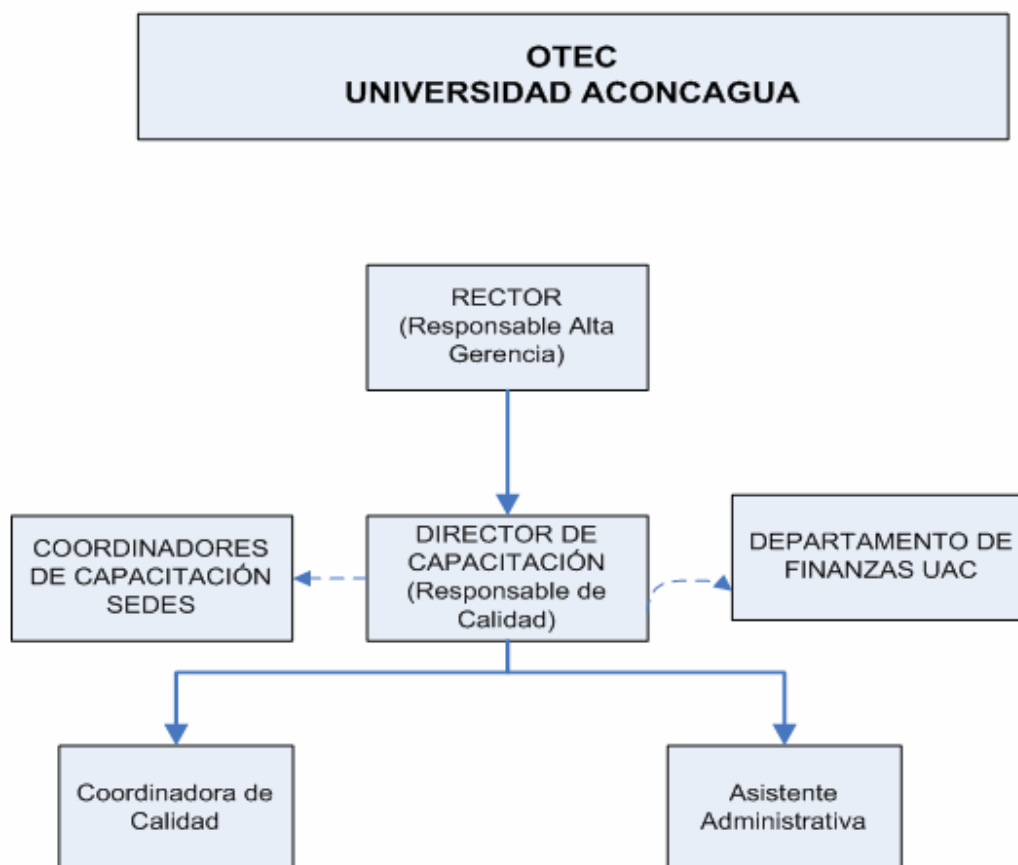 OTEC
UNIVERSIDAD ACONCAGUA
RECTOR
(Responsable Alta
Gerencia)
COORDINADORES
DE CAPACITACIÓN
SEDES
DIRECTOR DE
CAPACITACIÓN
(Responsable de
Calidad)
DEPARTAMENTO DE
FINANZAS UAC
Coordinadora de
Calidad
Asistente
Administrativa